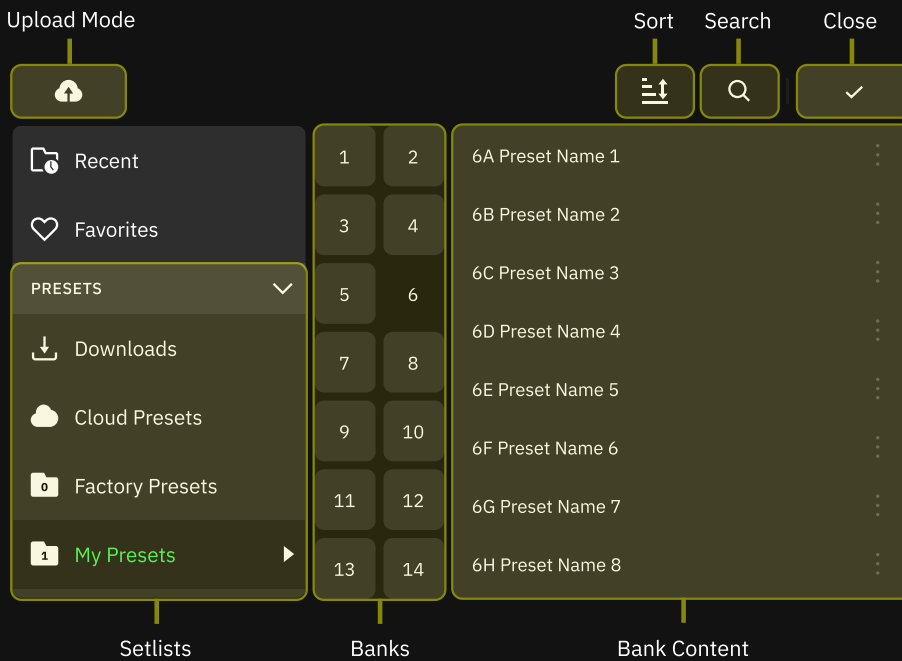 Upload Mode
Sort
Search
Close
Recent
Favorites
PRESETS
Downloads
Cloud Presets
0
Factory Presets
1
My Presets
1
2
3
4
5
6
7
8
9
10
11
12
13
14
6A Preset Name 1
6B Preset Name 2
6C Preset Name 3
6D Preset Name 4
6E Preset Name 5
6F Preset Name 6
6G Preset Name 7
6H Preset Name 8
Setlists
Banks
Bank Content